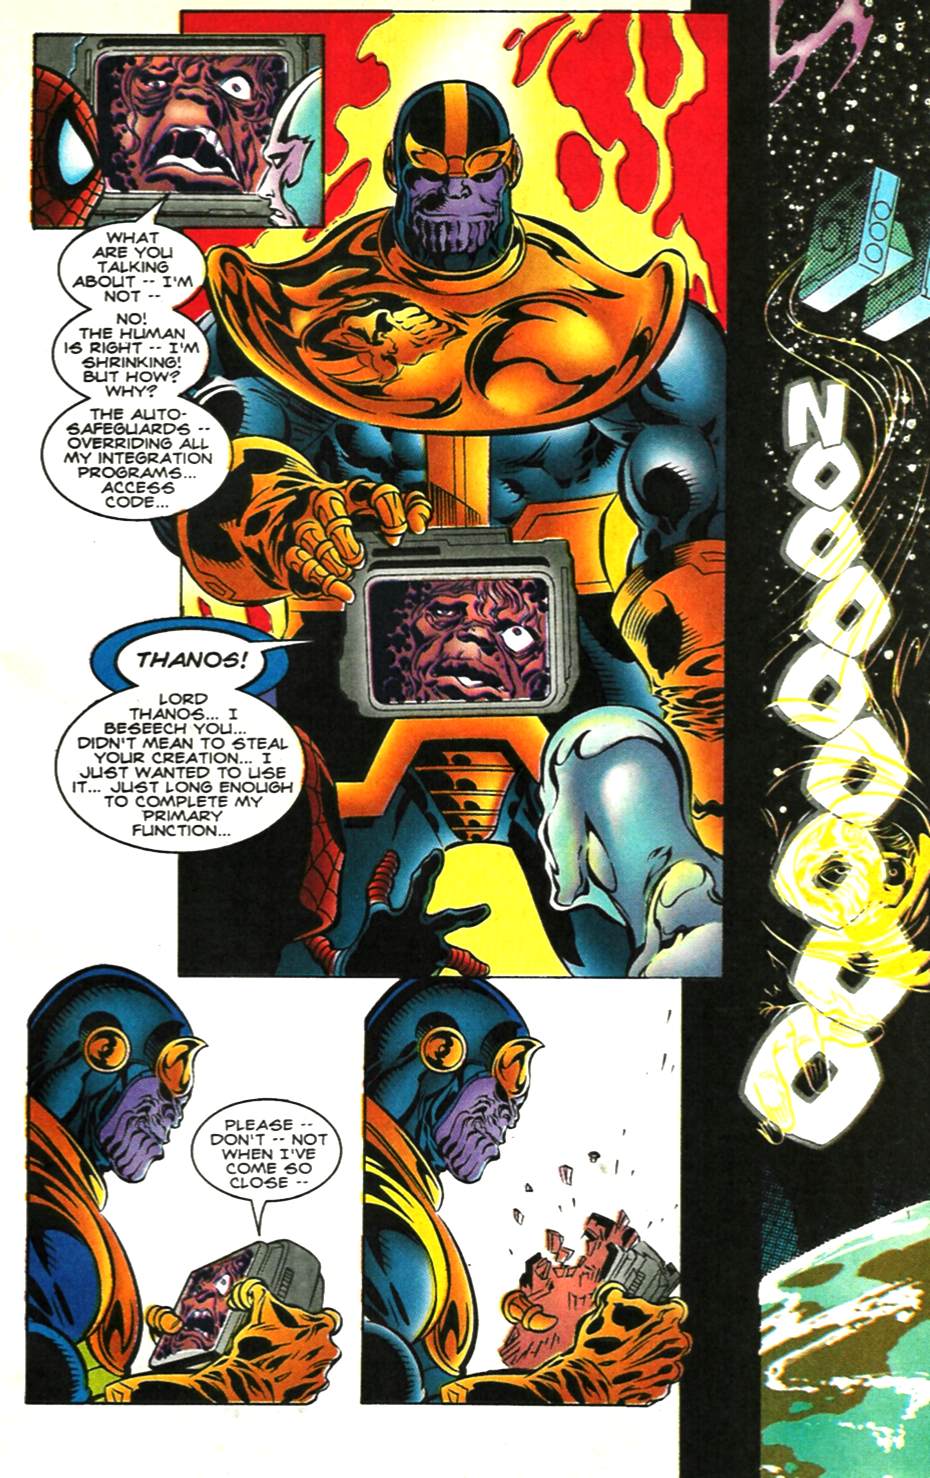 WHAT
ARE YOU
TALKING
ABOUT -- I'M
NOT --
NO!
THE HUMAN
IS RIGHT -- I'M
SHRINKING!
BUT HOW?
WHY?
THE AUTO-
SAFEGUARDS --
OVERRIDING ALL
MY INTEGRATION
PROGRAMS...
ACCESS
CODE...
THANOS!
LORD
THANOS... I
BESEECH YOU...
DIDN'T MEAN TO STEAL
YOUR CREATION... I
JUST WANTED TO USE
IT... JUST LONG ENOUGH
TO COMPLETE MY
PRIMARY
FUNCTION...
PLEASE --
DON'T -- NOT
WHEN I'VE
COME SO
CLOSE --
NOOOOOOOO